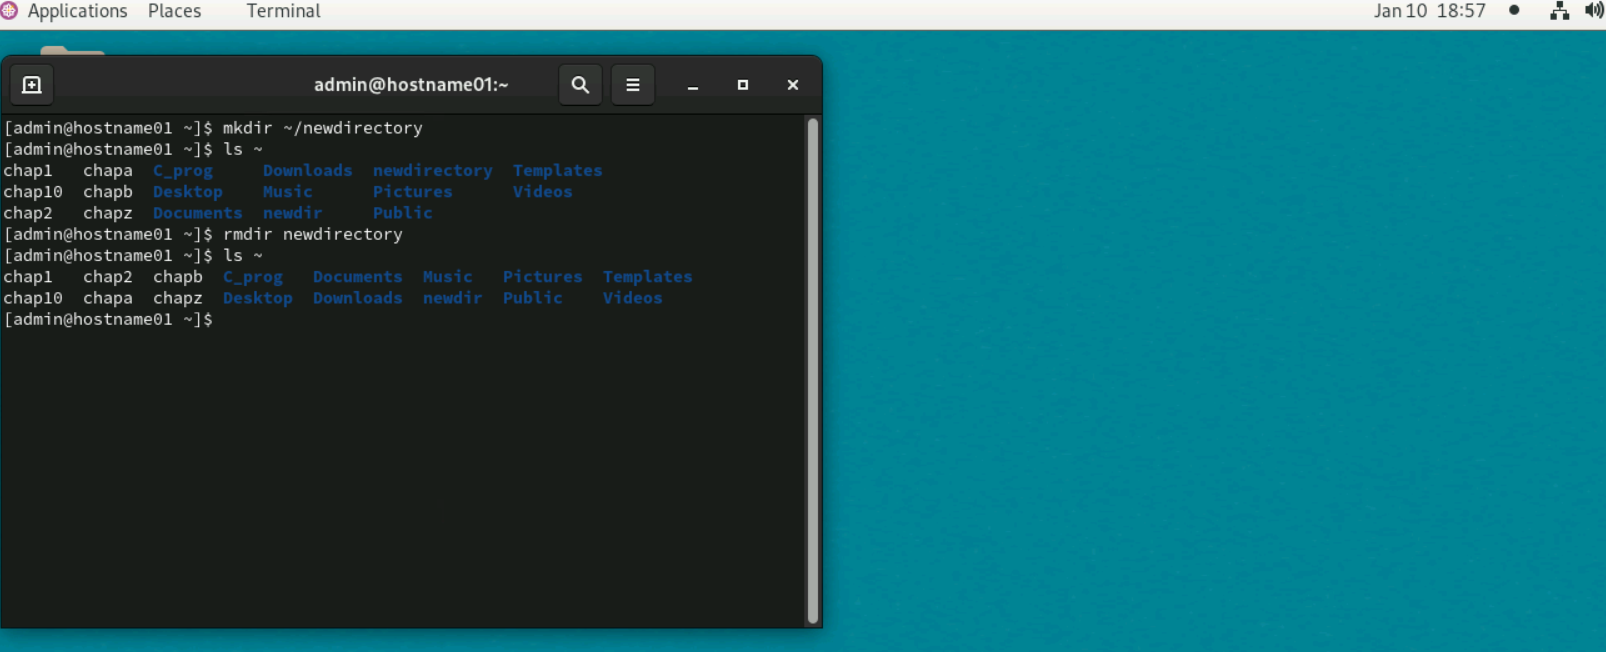 Applications Places Terminal Jan 10 18:57
admin@hostname01:~
[admin@hostname01 ~]$ mkdir ~/newdirectory
[admin@hostname01 ~]$ ls ~
chap1 chapa C_prog Downloads newdirectory Templates
chap10 chapb Desktop Music Pictures Videos
chap2 chapz Documents newdir Public
[admin@hostname01 ~]$ rmdir newdirectory
[admin@hostname01 ~]$ ls ~
chap1 chap2 chapb C_prog Documents Music Pictures Templates
chap10 chapa chapz Desktop Downloads newdir Public Videos
[admin@hostname01 ~]$